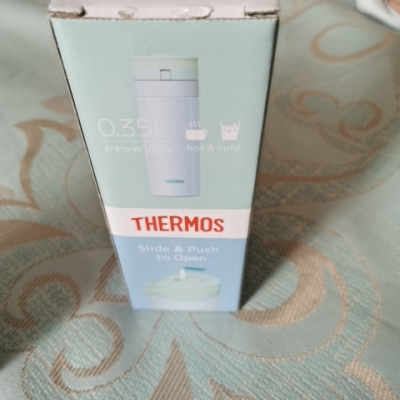 0.35L
hot & cold
THERMOS
Slide & Push
to Open